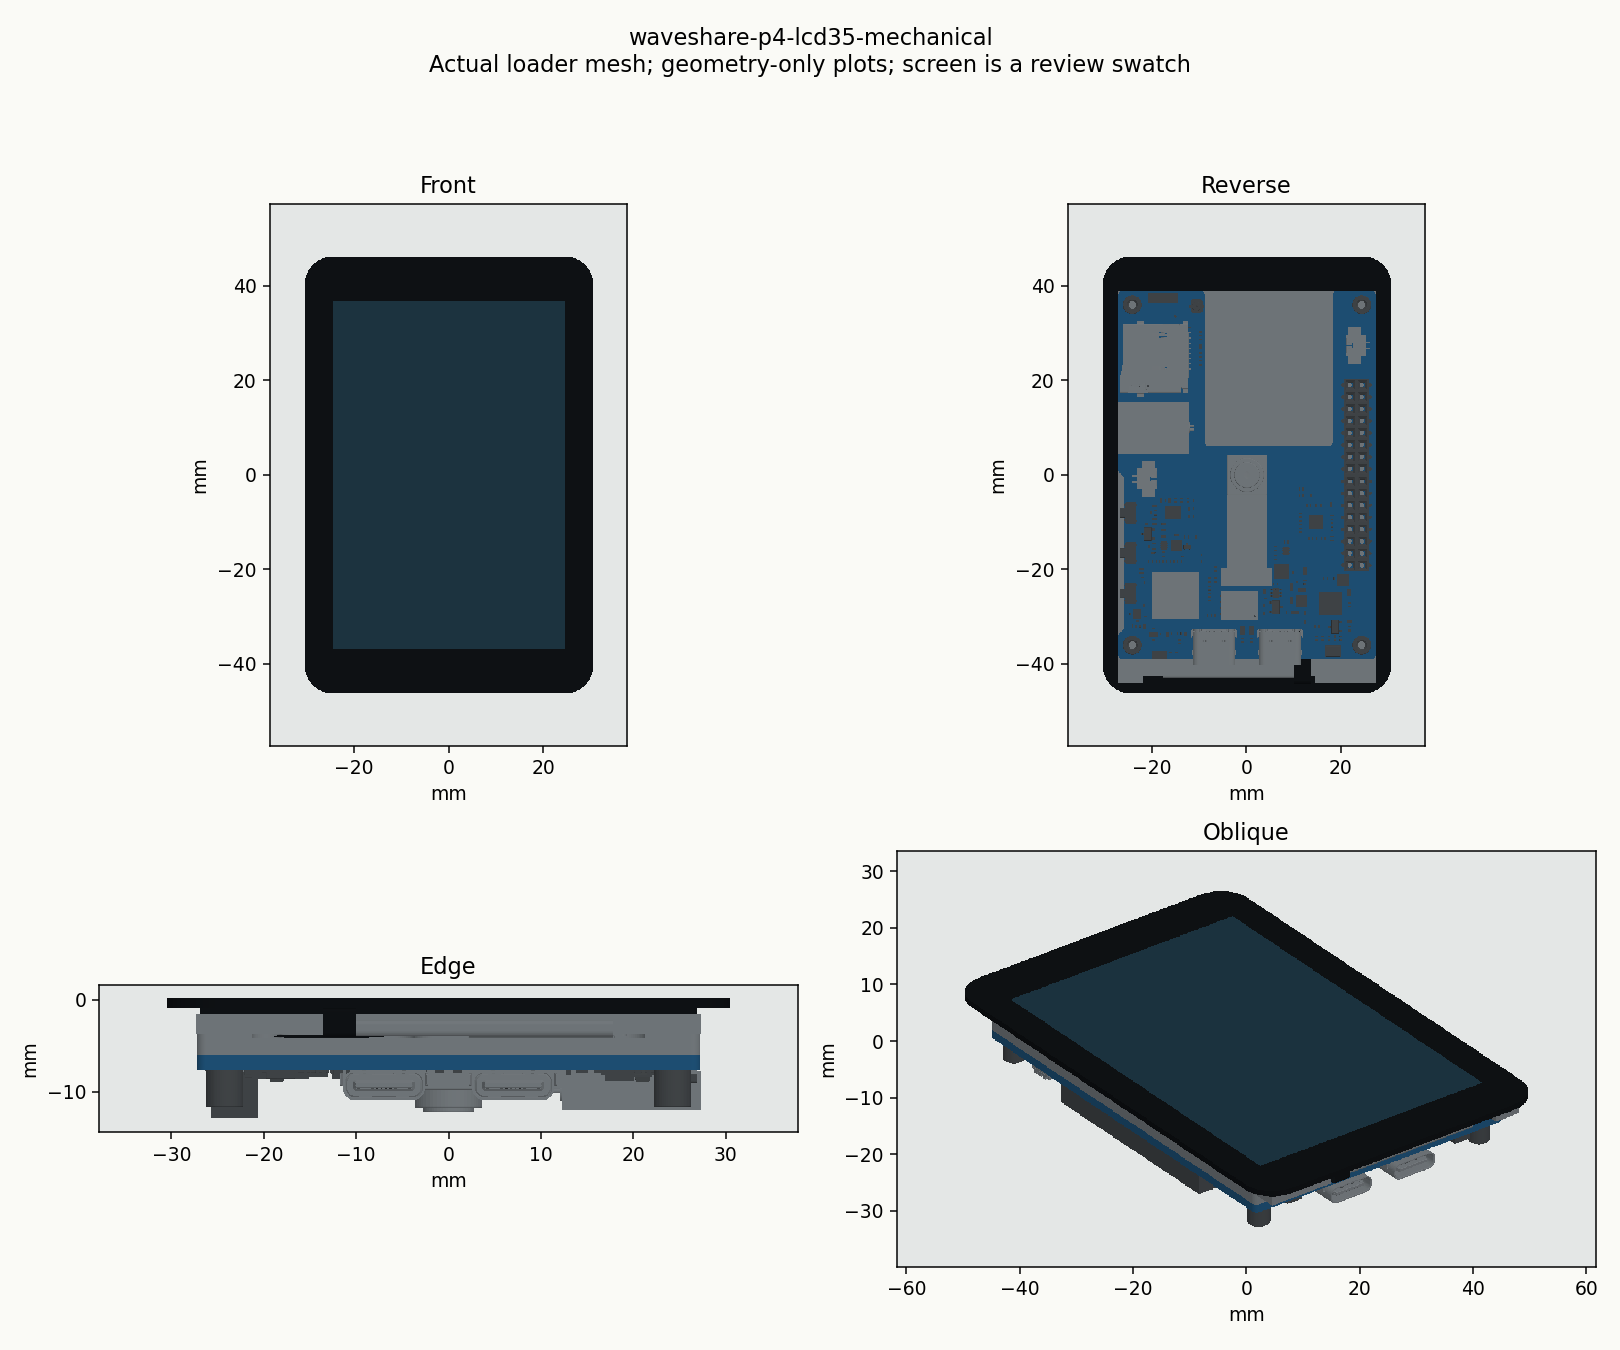 waveshare-p4-lcd35-mechanical
Actual loader mesh; geometry-only plots; screen is a review swatch
Front
40
20
0
−20
−40
mm
−20 0 20
mm
Reverse
40
20
0
−20
−40
mm
−20 0 20
mm
Edge
0
−10
mm
−30 −20 −10 0 10 20 30
mm
Oblique
30
20
10
0
−10
−20
−30
mm
−60 −40 −20 0 20 40 60
mm